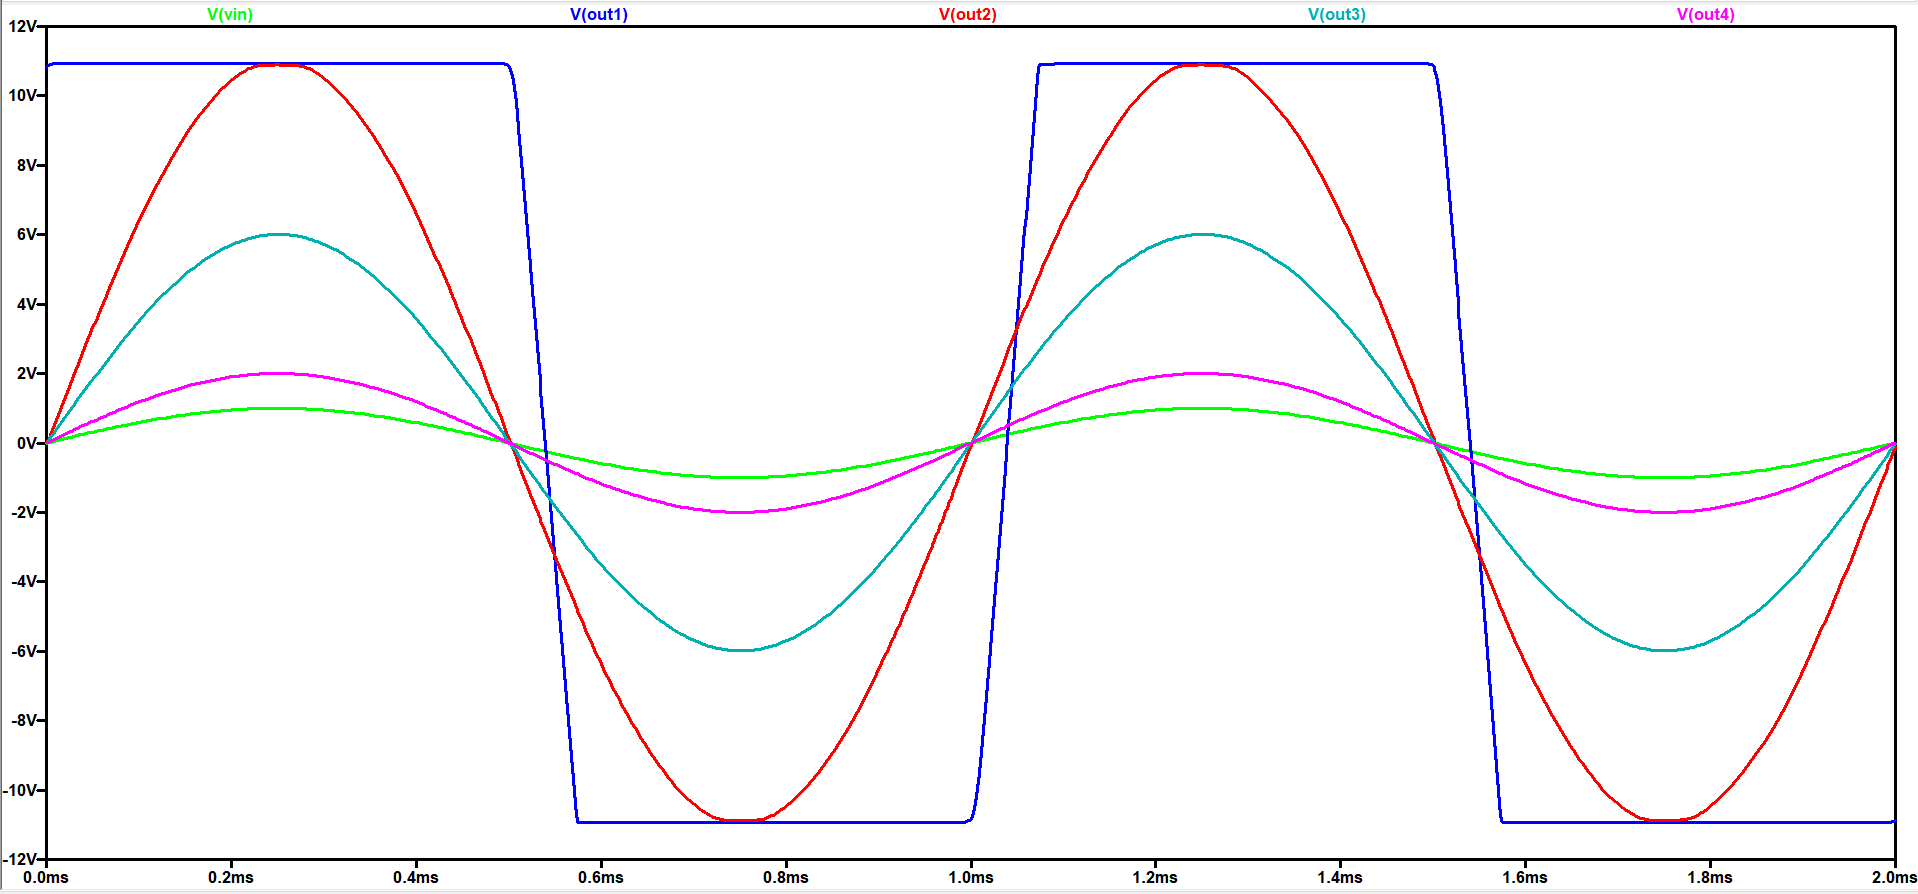 V(vin) V(out1) V(out2) V(out3) V(out4)
12V
10V
8V
6V
4V
2V
0V
-2V
-4V
-6V
-8V
-10V
-12V
0.0ms 0.2ms 0.4ms 0.6ms 0.8ms 1.0ms 1.2ms 1.4ms 1.6ms 1.8ms 2.0ms